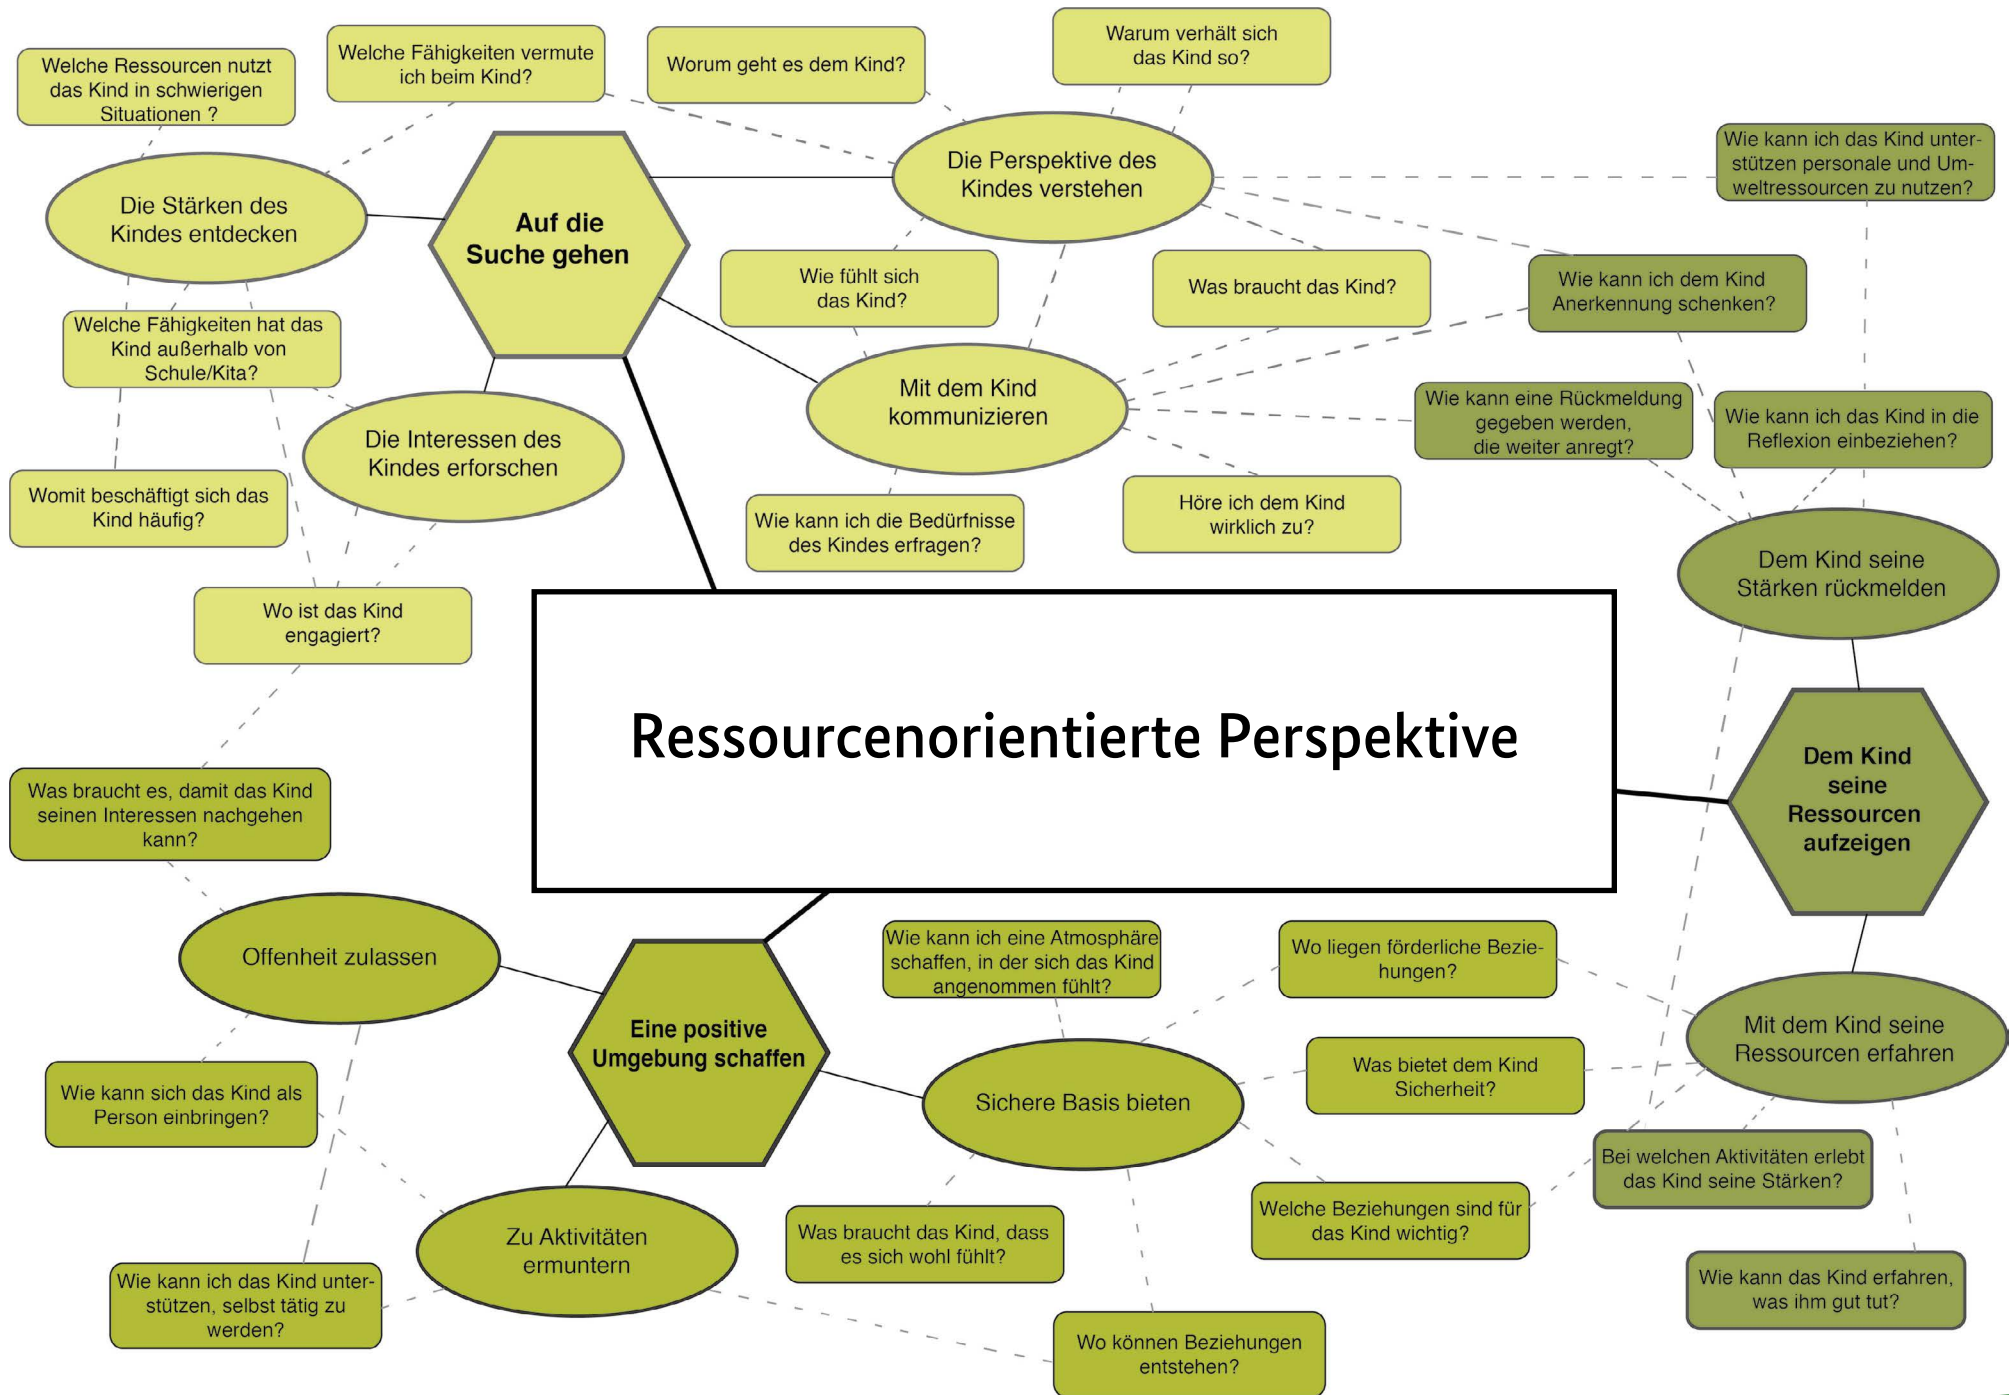 Welche Ressourcen nutzt
das Kind in schwierigen
Situationen ?
Welche Fähigkeiten vermute
ich beim Kind?
Worum geht es dem Kind?
Warum verhält sich
das Kind so?
Wie kann ich das Kind unter-
stützen personale und Um-
weltressourcen zu nutzen?
Die Stärken des
Kindes entdecken
Auf die
Suche gehen
Die Perspektive des
Kindes verstehen
Wie fühlt sich
das Kind?
Was braucht das Kind?
Wie kann ich dem Kind
Anerkennung schenken?
Welche Fähigkeiten hat das
Kind außerhalb von
Schule/Kita?
Die Interessen des
Kindes erforschen
Mit dem Kind
kommunizieren
Wie kann eine Rückmeldung
gegeben werden,
die weiter anregt?
Wie kann ich das Kind in die
Reflexion einbeziehen?
Womit beschäftigt sich das
Kind häufig?
Wie kann ich die Bedürfnisse
des Kindes erfragen?
Höre ich dem Kind
wirklich zu?
Dem Kind seine
Stärken rückmelden
Wo ist das Kind
engagiert?
Ressourcenorientierte Perspektive
Dem Kind
seine
Ressourcen
aufzeigen
Was braucht es, damit das Kind
seinen Interessen nachgehen
kann?
Offenheit zulassen
Eine positive
Umgebung schaffen
Wie kann ich eine Atmosphäre
schaffen, in der sich das Kind
angenommen fühlt?
Wo liegen förderliche Bezie-
hungen?
Mit dem Kind seine
Ressourcen erfahren
Wie kann sich das Kind als
Person einbringen?
Sichere Basis bieten
Was bietet dem Kind
Sicherheit?
Bei welchen Aktivitäten erlebt
das Kind seine Stärken?
Zu Aktivitäten
ermuntern
Was braucht das Kind, dass
es sich wohl fühlt?
Welche Beziehungen sind für
das Kind wichtig?
Wie kann ich das Kind unter-
stützen, selbst tätig zu
werden?
Wo können Beziehungen
entstehen?
Wie kann das Kind erfahren,
was ihm gut tut?